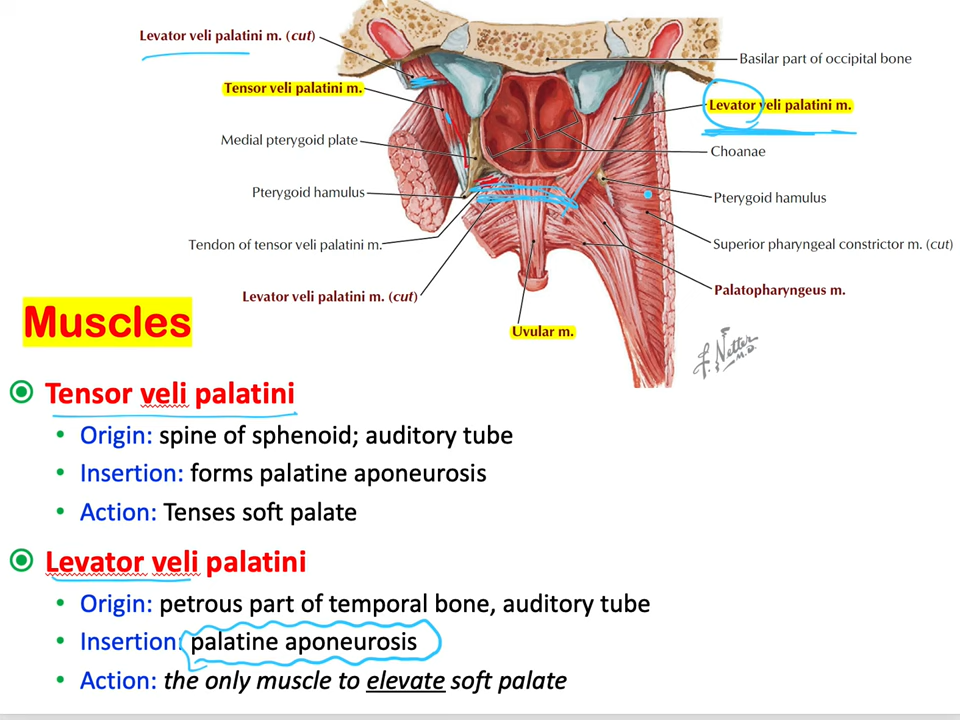 Levator veli palatini m. (cut)
Basilar part of occipital bone
Tensor veli palatini m.
Levator veli palatini m.
Medial pterygoid plate
Choanae
Pterygoid hamulus
Pterygoid hamulus
Tendon of tensor veli palatini m.
Superior pharyngeal constrictor m. (cut)
Levator veli palatini m. (cut)
Palatopharyngeus m.
Uvular m.
F. Netter
M.D.
Muscles
Tensor veli palatini
• Origin: spine of sphenoid; auditory tube
• Insertion: forms palatine aponeurosis
• Action: Tenses soft palate
Levator veli palatini
• Origin: petrous part of temporal bone, auditory tube
• Insertion: palatine aponeurosis
• Action: the only muscle to elevate soft palate